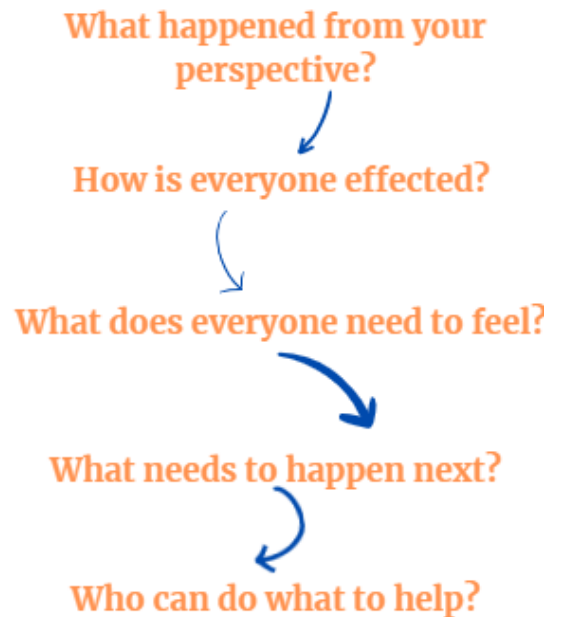 What happened from your
perspective?
How is everyone effected?
What does everyone need to feel?
What needs to happen next?
Who can do what to help?